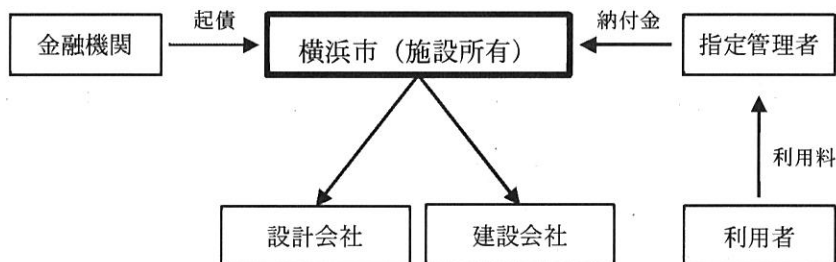 金融機関
起債
横浜市（施設所有）
納付金
指定管理者
利用料
設計会社
建設会社
利用者